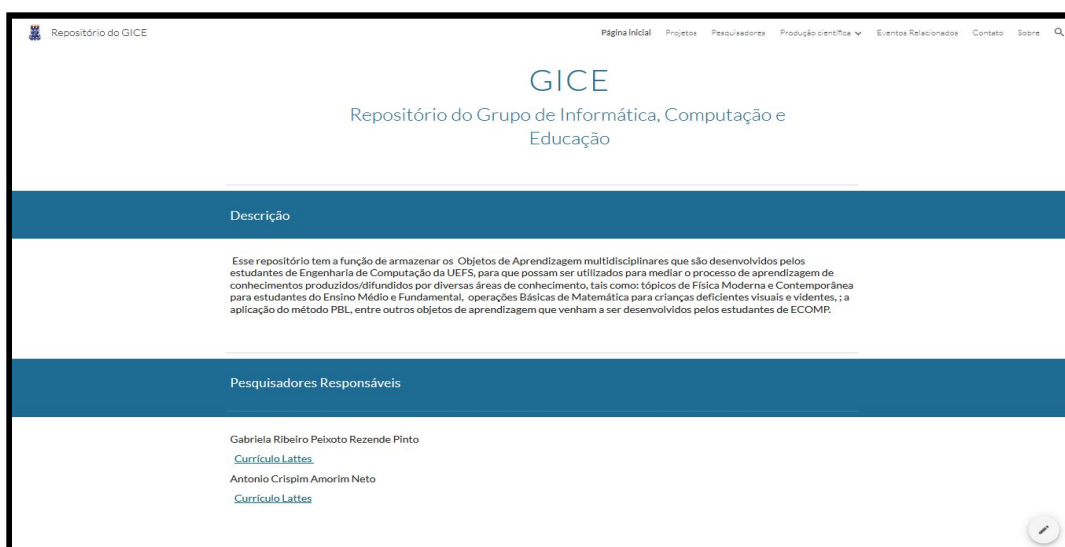 Repositório do GICE
Página inicial Projetos Pesquisadores Produção científica Eventos Relacionados Contato Sobre
GICE
Repositório do Grupo de Informática, Computação e
Educação
Descrição
Esse repositório tem a função de armazenar os Objetos de Aprendizagem multidisciplinares que são desenvolvidos pelos
estudantes de Engenharia de Computação da UEFS, para que possam ser utilizados para mediar o processo de aprendizagem de
conhecimentos produzidos/difundidos por diversas áreas de conhecimento, tais como: tópicos de Física Moderna e Contemporânea
para estudantes do Ensino Médio e Fundamental, operações Básicas de Matemática para crianças deficientes visuais e videntes, ; a
aplicação do método PBL, entre outros objetos de aprendizagem que venham a ser desenvolvidos pelos estudantes de ECOMP.
Pesquisadores Responsáveis
Gabriela Ribeiro Peixoto Rezende Pinto
Currículo Lattes
Antonio Crispim Amorim Neto
Currículo Lattes